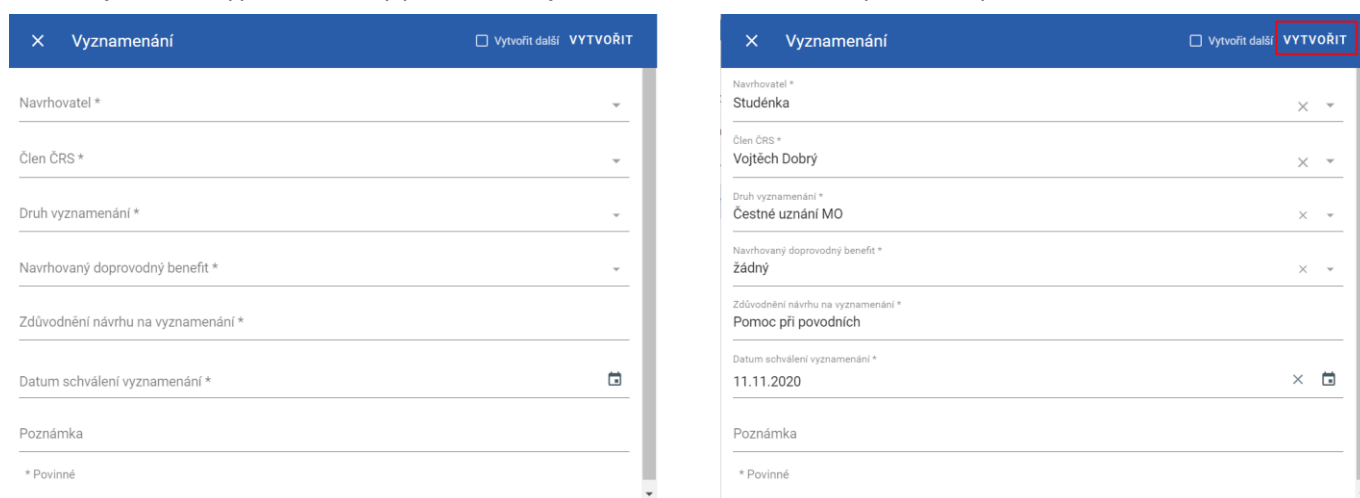 Vyznamenání
Vytvořit další VYTVOŘIT
Navrhovatel *
Člen ČRS *
Druh vyznamenání *
Navrhovaný doprovodný benefit *
Zdůvodnění návrhu na vyznamenání *
Datum schválení vyznamenání *
Poznámka
* Povinné
Vyznamenání
Vytvořit další VYTVOŘIT
Navrhovatel *
Studénka
Člen ČRS *
Vojtěch Dobrý
Druh vyznamenání *
Čestné uznání MO
Navrhovaný doprovodný benefit *
žádný
Zdůvodnění návrhu na vyznamenání *
Pomoc při povodních
Datum schválení vyznamenání *
11.11.2020
Poznámka
* Povinné